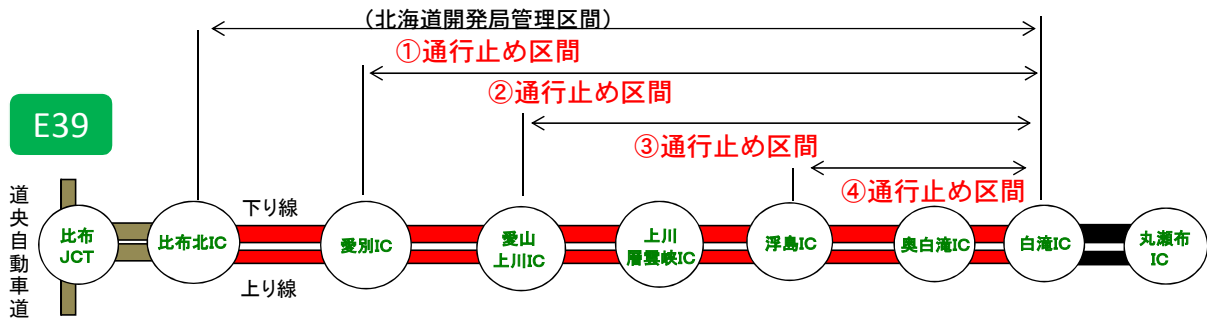 (北海道開発局管理区間)
①通行止め区間
②通行止め区間
E39
③通行止め区間
④通行止め区間
道央自動車道
下り線
比布
JCT
比布北IC
愛別IC
愛山
上川IC
上川
層雲峡IC
浮島IC
奥白滝IC
白滝IC
丸瀬布
IC
上り線